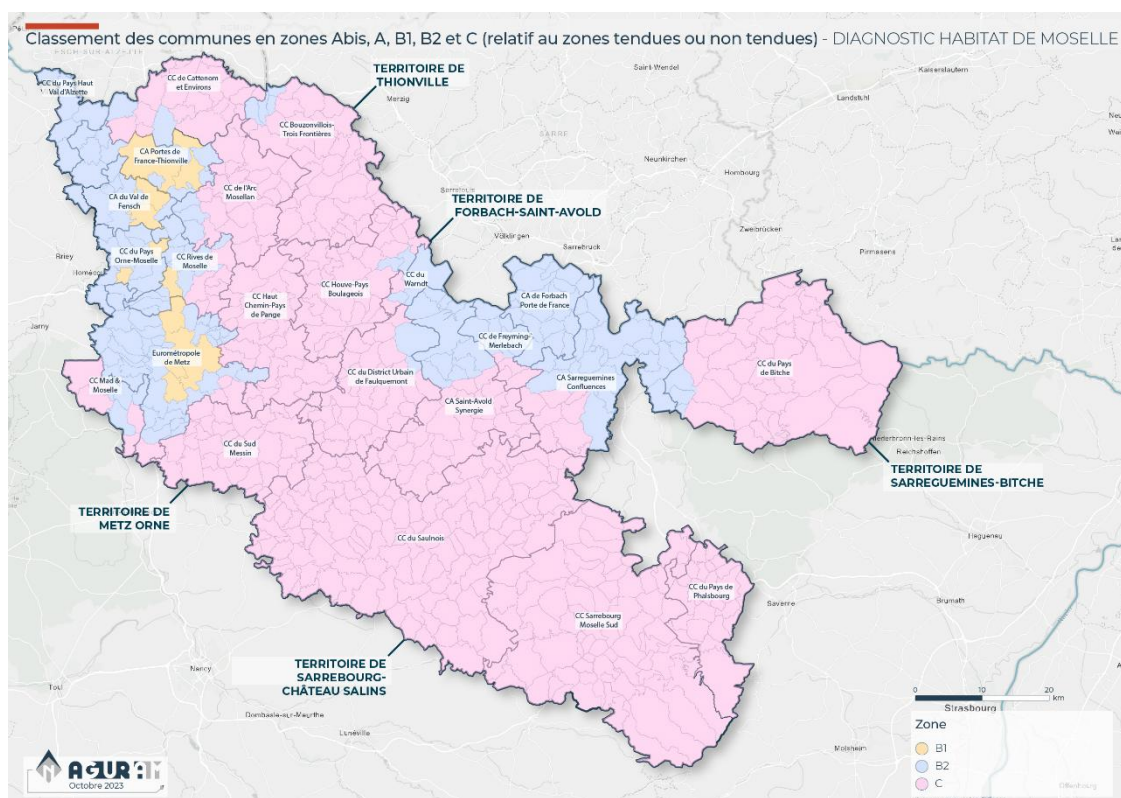 Classement des communes en zones Abis, A, B1, B2 et C (relatif au zones tendues ou non tendues) - DIAGNOSTIC HABITAT DE MOSELLE
TERRITOIRE DE
THIONVILLE
Saint-Wendel
Kaiserslautern
CC du Pays Haut
Val d'Alzette
CC de Cattenom
et Environs
Merzig
Landstuhl
CC Bouzonvillois-
Trois Frontières
SARRE
CA Portes de
France-Thionville
Neunkirchen
Hombourg
CC de l'Arc
Mosellan
CA du Val de
Fensch
TERRITOIRE DE
FORBACH-SAINT-AVOLD
Zweibrücken
Völklingen
Sarrebruck
Pirmasens
Briey
CC du Pays
Orne-Moselle
CC Rives de
Moselle
CC du
Warndt
CC Houve-Pays
Boulageois
CC Haut
Chemin-Pays
de Pange
CA de Forbach
Porte de France
Jarny
CC de Freyming-
Merlebach
Eurométropole
de Metz
CC du District Urbain
de Faulquemont
CC du Pays
de Bitche
CC Mad &
Moselle
CA Sarreguemines
Confluences
CA Saint-Avold
Synergie
CC du Sud
Messin
Reichshoffen
TERRITOIRE DE
SARREGUEMINES-BITCHE
TERRITOIRE DE
METZ ORNE
CC du Saulnois
Haguenau
CC du Pays de
Phalsbourg
Saverne
Brumath
CC Sarrebourg
Moselle Sud
TERRITOIRE DE
SARREBOURG-
CHÂTEAU SALINS
Nancy
Toul
0 10 20
km
Strasbourg
Dombasle-sur-Meurthe
Lunéville
Zone
B1
B2
C
Molsheim
Offenbourg
AGURAM
Octobre 2023